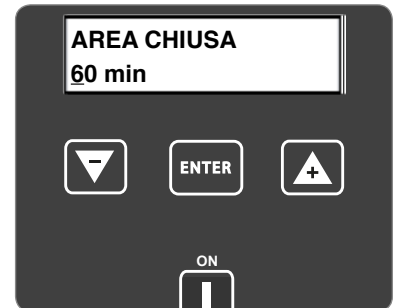 AREA CHIUSA
60 min
- ENTER +
ON
I